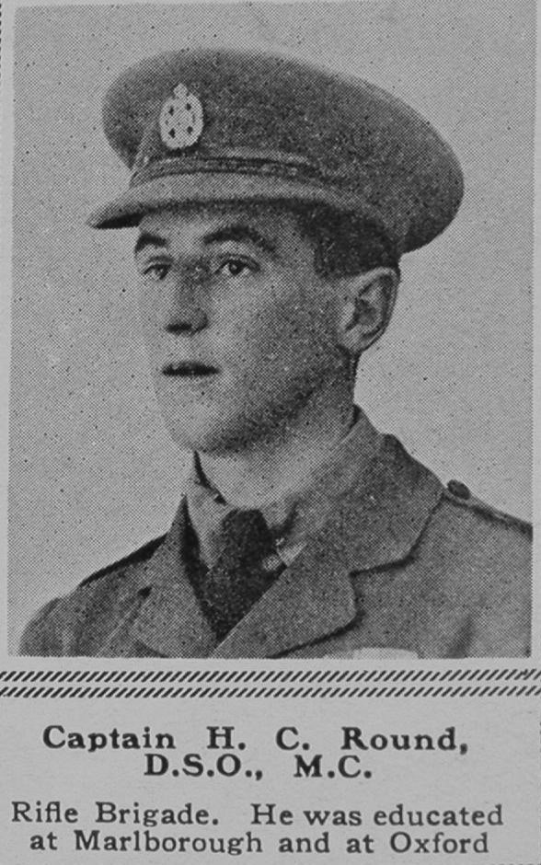 Captain H. C. Round,
D.S.O., M.C.
Rifle Brigade. He was educated
at Marlborough and at Oxford